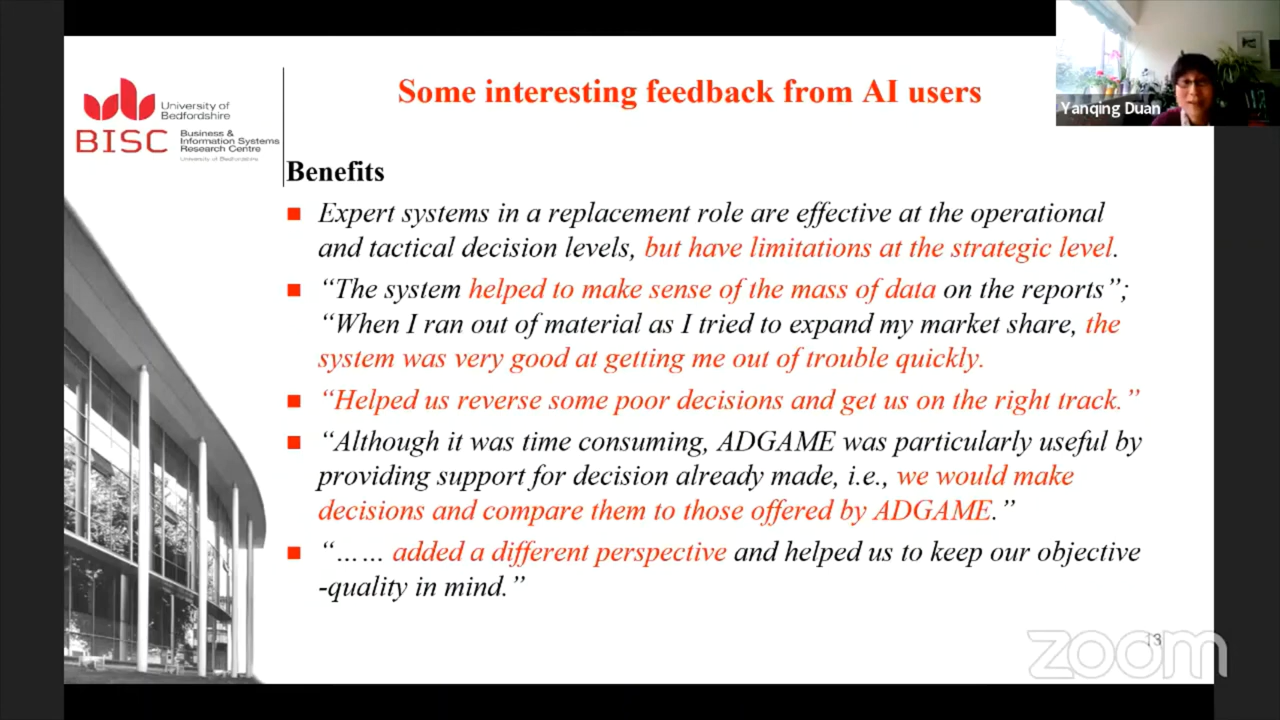 Some interesting feedback from AI users
Yanqing Duan
University of
Bedfordshire
BISC
Business &
Information Systems
Research Centre
University of Bedfordshire
Benefits
Expert systems in a replacement role are effective at the operational
and tactical decision levels, but have limitations at the strategic level.
“The system helped to make sense of the mass of data on the reports”;
“When I ran out of material as I tried to expand my market share, the
system was very good at getting me out of trouble quickly.
“Helped us reverse some poor decisions and get us on the right track.”
“Although it was time consuming, ADGAME was particularly useful by
providing support for decision already made, i.e., we would make
decisions and compare them to those offered by ADGAME.”
“…… added a different perspective and helped us to keep our objective
-quality in mind.”
13
zoom